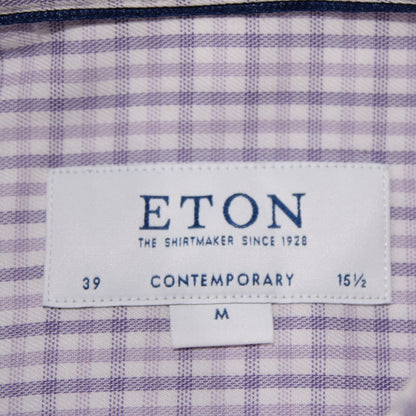 ETON
THE SHIRTMAKER SINCE 1928
39 CONTEMPORARY 15½
M